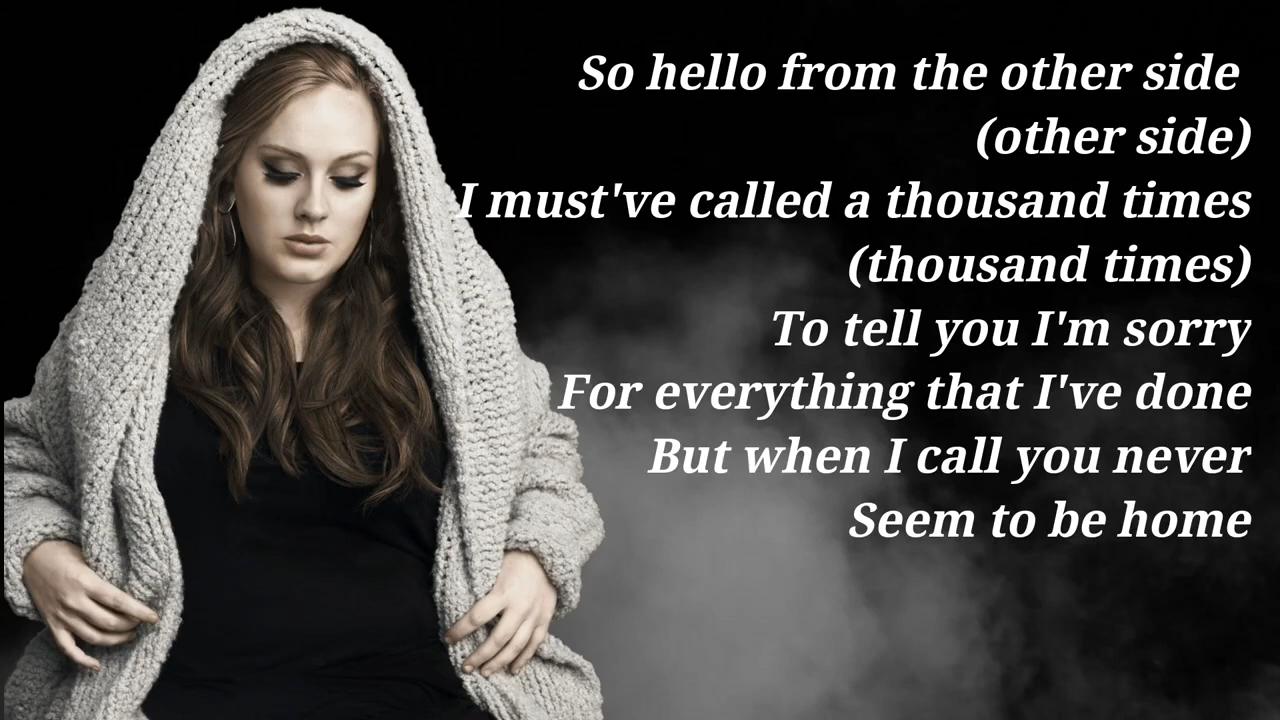 So hello from the other side
(other side)
I must've called a thousand times
(thousand times)
To tell you I'm sorry
For everything that I've done
But when I call you never
Seem to be home